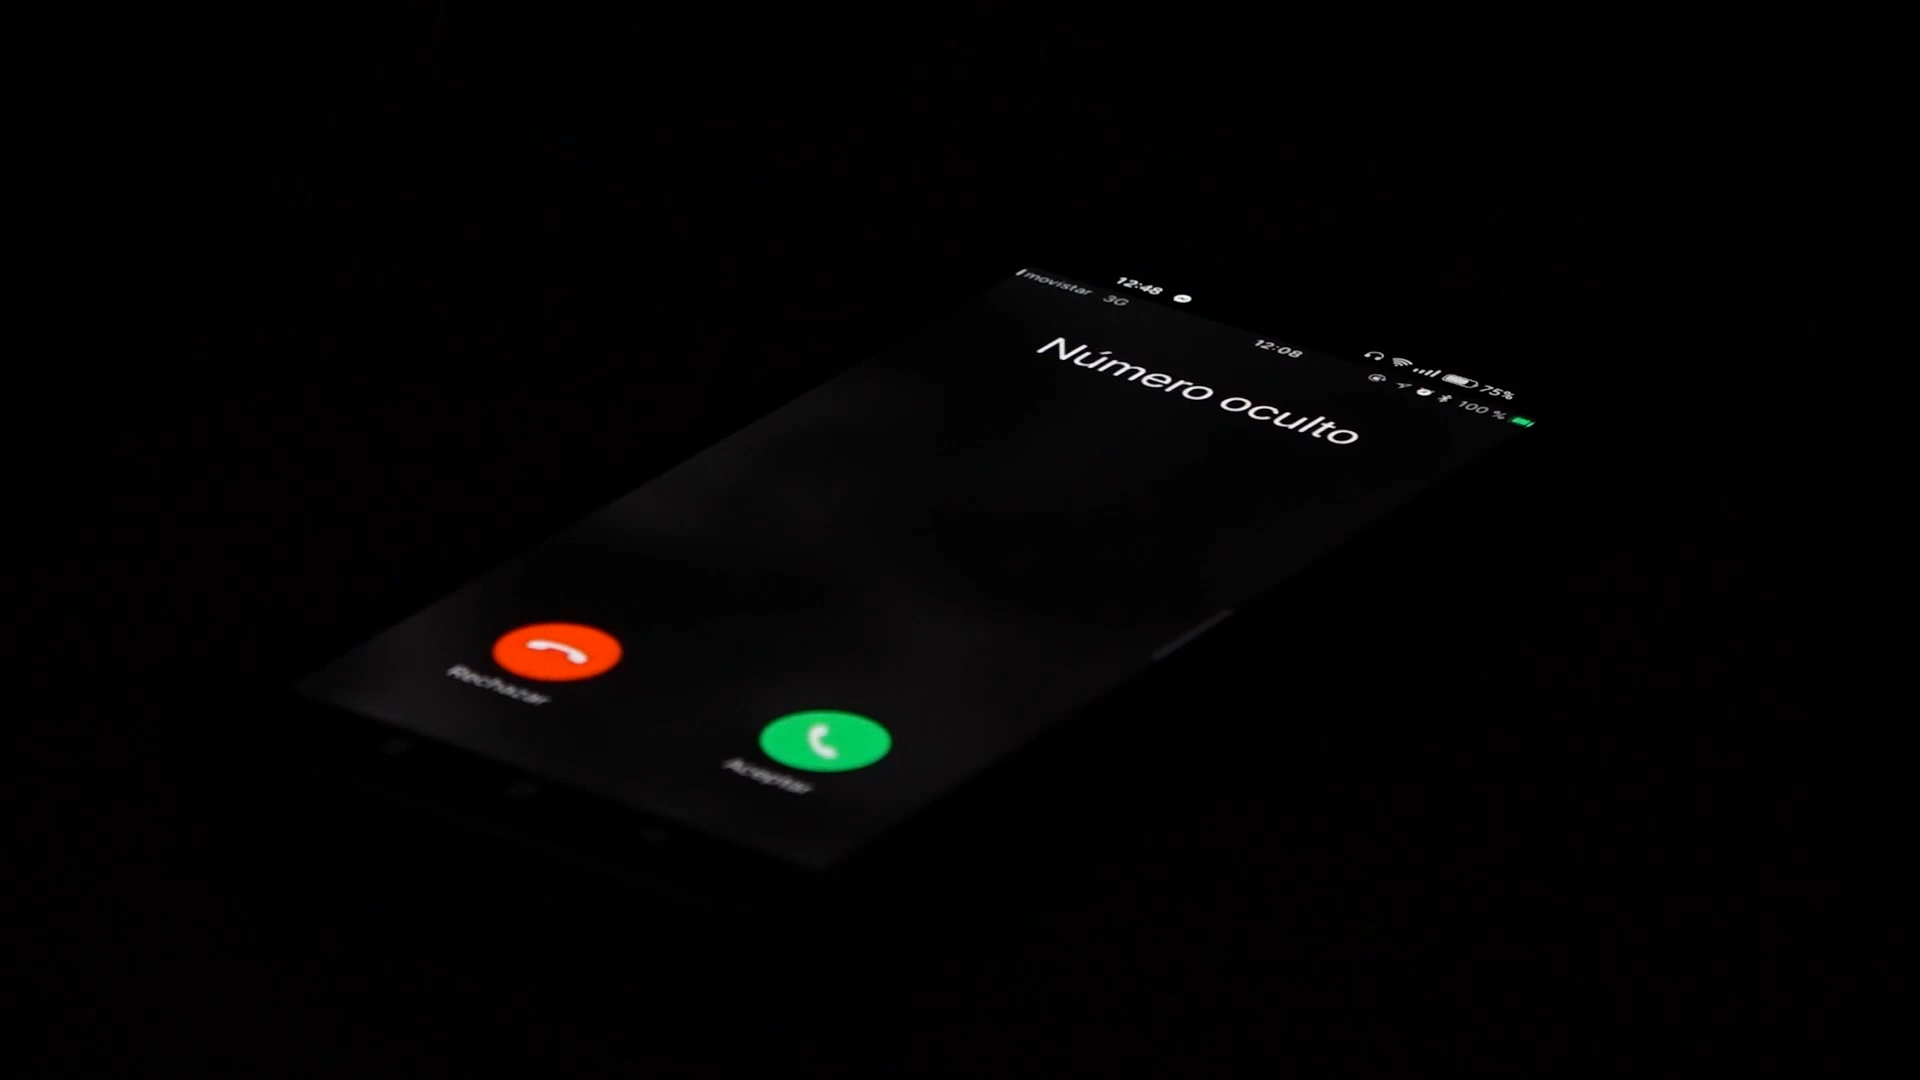 12:48
75%
movistar 3G
12:08
100 %
Número oculto
Rechazar
Aceptar